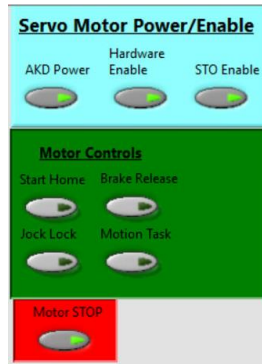 Servo Motor Power/Enable
Hardware
AKD Power Enable STO Enable
Motor Controls
Start Home Brake Release
Jock Lock Motion Task
Motor STOP